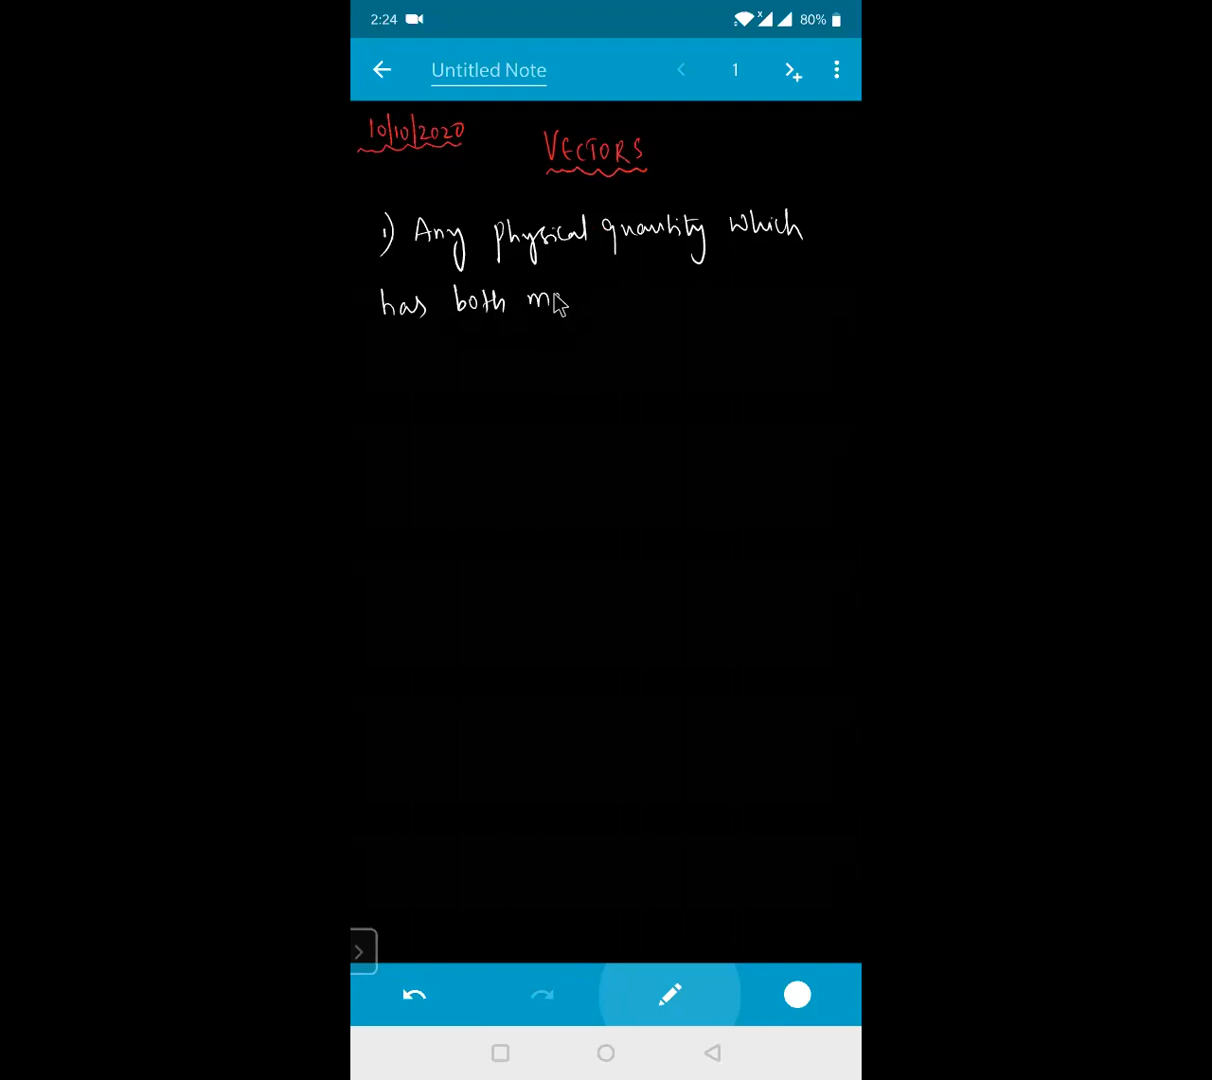 2:24 80%
Untitled Note 1
10/10/2020
VECTORS
1) Any physical quantity which
has both m